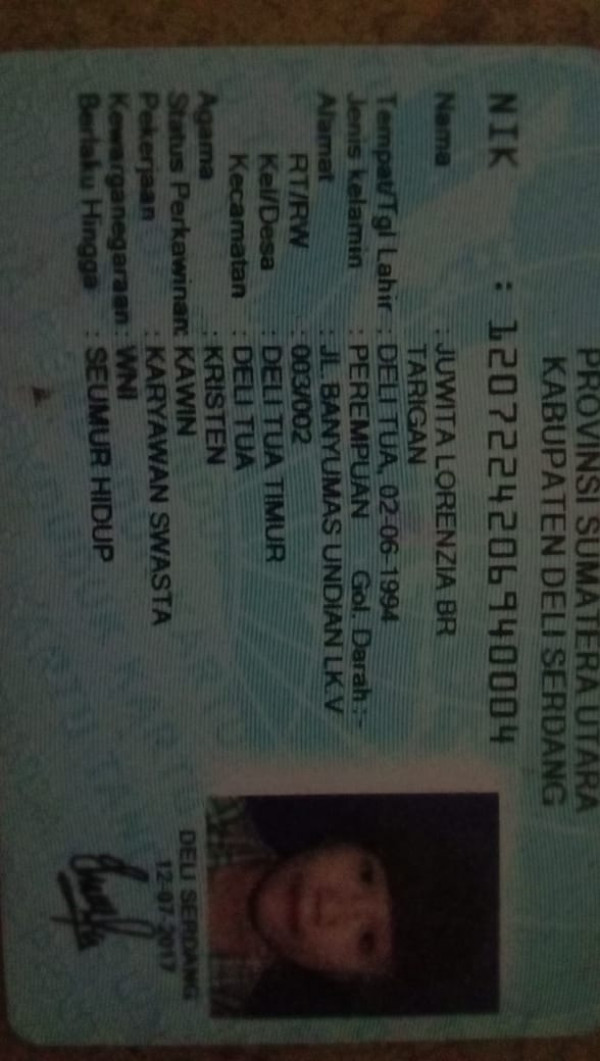 PROVINSI SUMATERA UTARA
KABUPATEN DELI SERDANG
NIK : 1207224206940004
Nama : JUWITA LORENZIA BR
TARIGAN
Tempat/Tgl Lahir : DELI TUA, 02-06-1994
Jenis kelamin : PEREMPUAN Gol. Darah :-
Alamat : JL. BANYUMAS UNDIAN LK.V
RT/RW : 003/002
Kel/Desa : DELI TUA TIMUR
Kecamatan : DELI TUA
Agama : KRISTEN
Status Perkawinan: KAWIN
Pekerjaan : KARYAWAN SWASTA
Kewarganegaraan: WNI
Berlaku Hingga : SEUMUR HIDUP
DELI SERDANG
12-07-2017